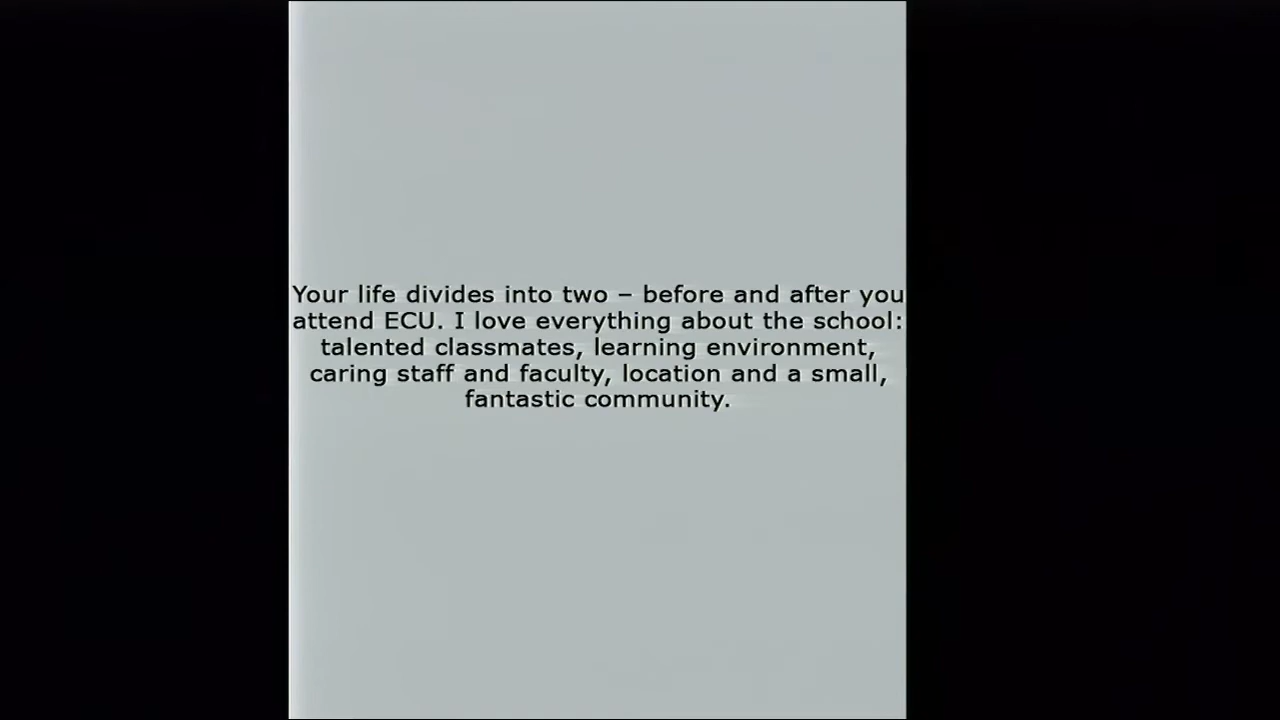 Your life divides into two – before and after you
attend ECU. I love everything about the school:
talented classmates, learning environment,
caring staff and faculty, location and a small,
fantastic community.